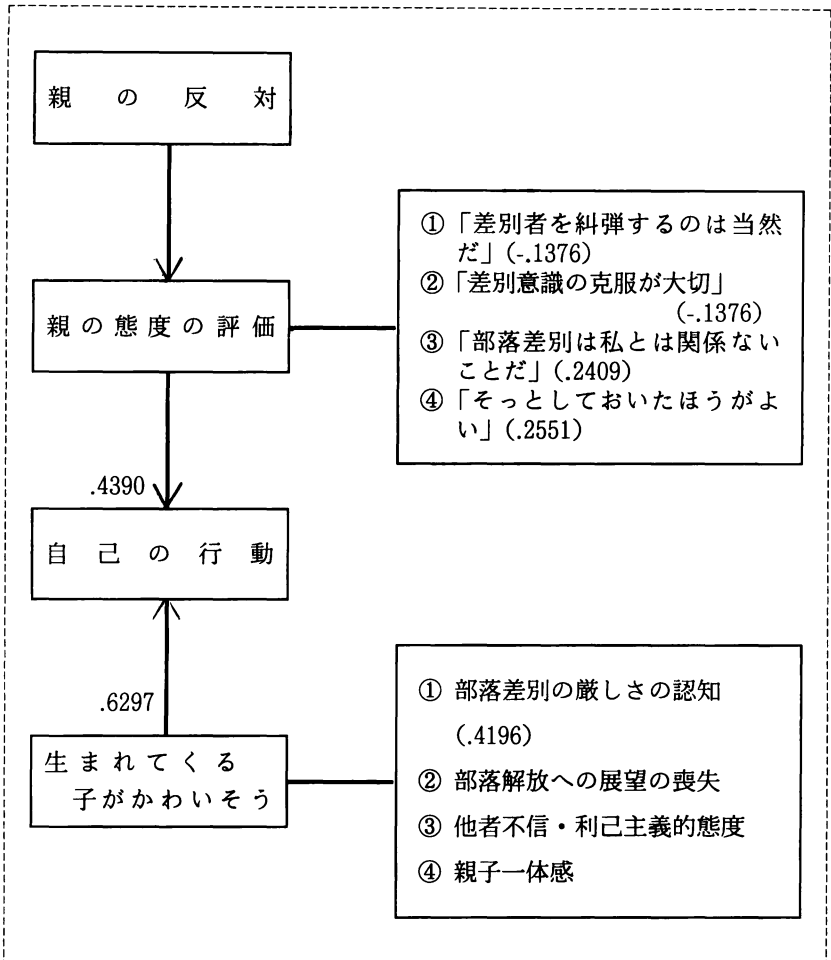 親の反対
①「差別者を糾弾するのは当然
だ」(-.1376)
②「差別意識の克服が大切」
(-.1376)
③「部落差別は私とは関係ない
ことだ」(.2409)
④「そっとしておいたほうがよ
い」(.2551)
親の態度の評価
.4390
自己の行動
.6297
生まれてくる
子がかわいそう
① 部落差別の厳しさの認知
(.4196)
② 部落解放への展望の喪失
③ 他者不信・利己主義的態度
④ 親子一体感